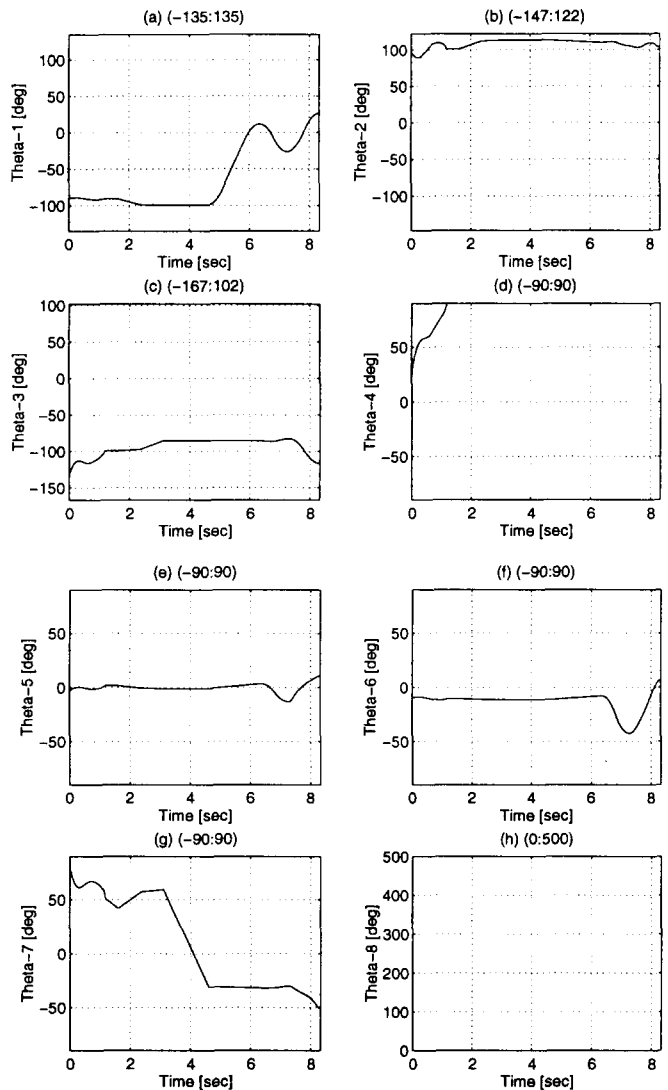 (a) (-135:135)
100
50
0
-50
-100
Theta-1 [deg]
0 2 4 6 8
Time [sec]
(b) (-147:122)
100
50
0
-50
-100
Theta-2 [deg]
0 2 4 6 8
Time [sec]
(c) (-167:102)
100
50
0
-50
-100
-150
Theta-3 [deg]
0 2 4 6 8
Time [sec]
(d) (-90:90)
50
0
-50
Theta-4 [deg]
0 2 4 6 8
Time [sec]
(e) (-90:90)
50
0
-50
Theta-5 [deg]
0 2 4 6 8
Time [sec]
(f) (-90:90)
50
0
-50
Theta-6 [deg]
0 2 4 6 8
Time [sec]
(g) (-90:90)
50
0
-50
Theta-7 [deg]
0 2 4 6 8
Time [sec]
(h) (0:500)
500
400
300
200
100
0
Theta-8 [deg]
0 2 4 6 8
Time [sec]